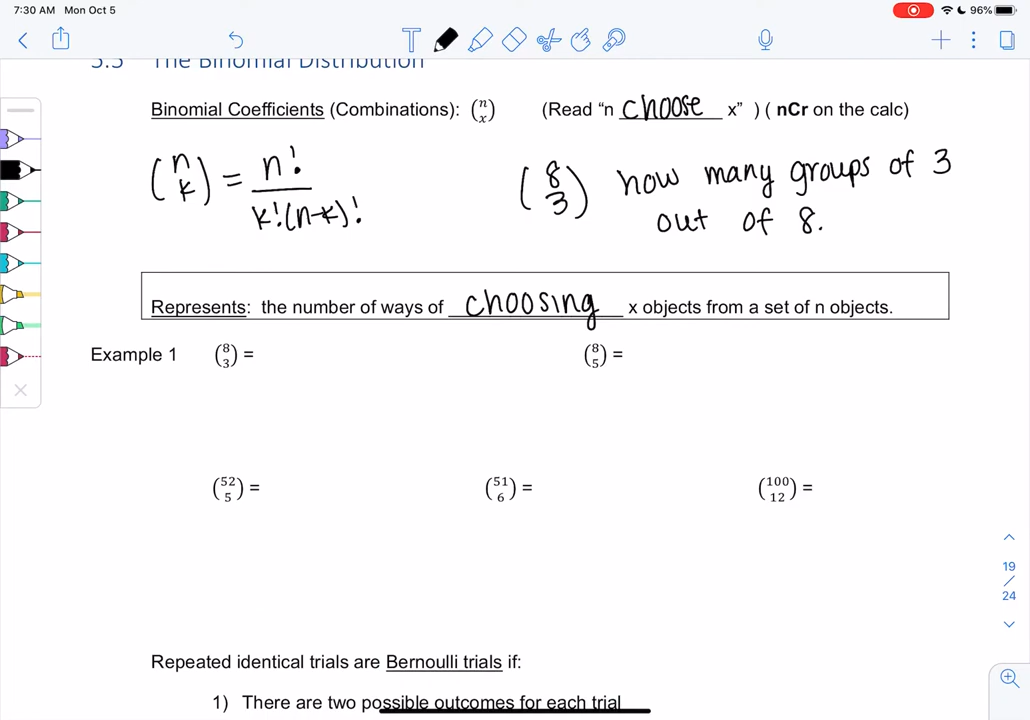 7:30 AM Mon Oct 5
96%
5.5 The Binomial Distribution
Binomial Coefficients (Combinations): (n x) (Read “n choose x” ) ( nCr on the calc)
(n k) = n! / k!(n-k)!
(8 3) how many groups of 3
out of 8.
Represents: the number of ways of choosing x objects from a set of n objects.
Example 1 (8 3) = (8 5) =
(52 5) = (51 6) = (100 12) =
19
/
24
Repeated identical trials are Bernoulli trials if:
1) There are two possible outcomes for each trial